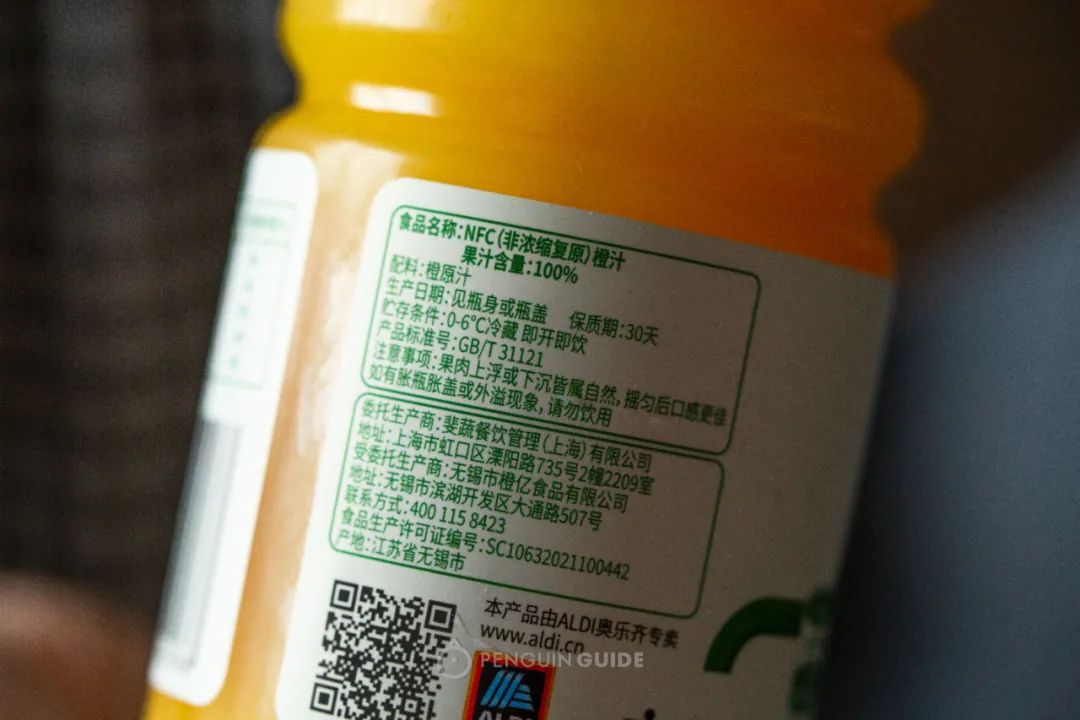 食品名称:NFC(非浓缩复原)橙汁
果汁含量:100%
配料:橙原汁
生产日期:见瓶身或瓶盖 保质期:30天
贮存条件:0-6°C冷藏 即开即饮
产品标准号:GB/T 31121
注意事项:果肉上浮或下沉皆属自然,摇匀后口感更佳
如有胀瓶胀盖或外溢现象,请勿饮用
委托生产商:斐蔬餐饮管理(上海)有限公司
地址:上海市虹口区溧阳路735号2幢2209室
受委托生产商:无锡市橙亿食品有限公司
地址:无锡市滨湖开发区大通路507号
联系方式:400 115 8423
食品生产许可证编号:SC10632021100442
产地:江苏省无锡市
本产品由ALDI奥乐齐专卖
www.aldi.cn
PENGUIN GUIDE
ALDI